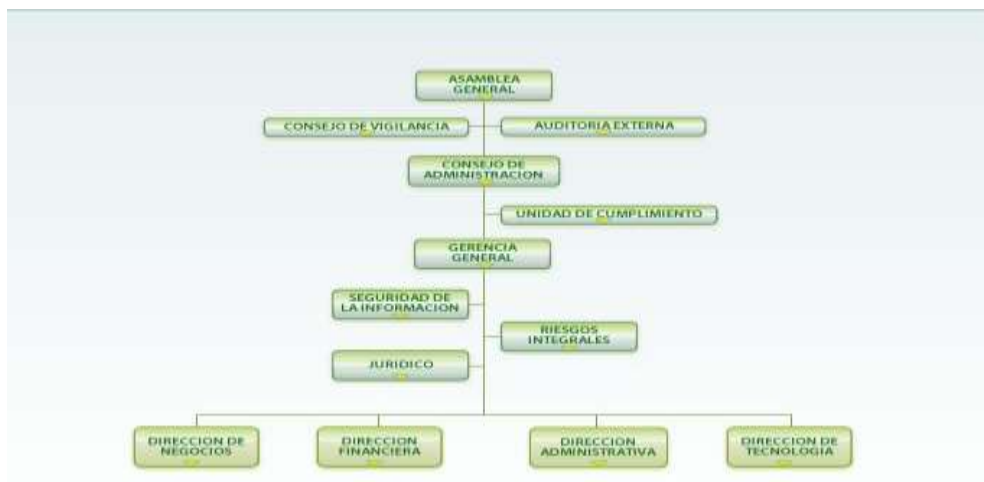 ASAMBLEA
GENERAL
CONSEJO DE VIGILANCIA
AUDITORIA EXTERNA
CONSEJO DE
ADMINISTRACION
UNIDAD DE CUMPLIMIENTO
GERENCIA
GENERAL
SEGURIDAD DE
LA INFORMACION
RIESGOS
INTEGRALES
JURIDICO
DIRECCION DE
NEGOCIOS
DIRECCION
FINANCIERA
DIRECCION
ADMINISTRATIVA
DIRECCION DE
TECNOLOGIA